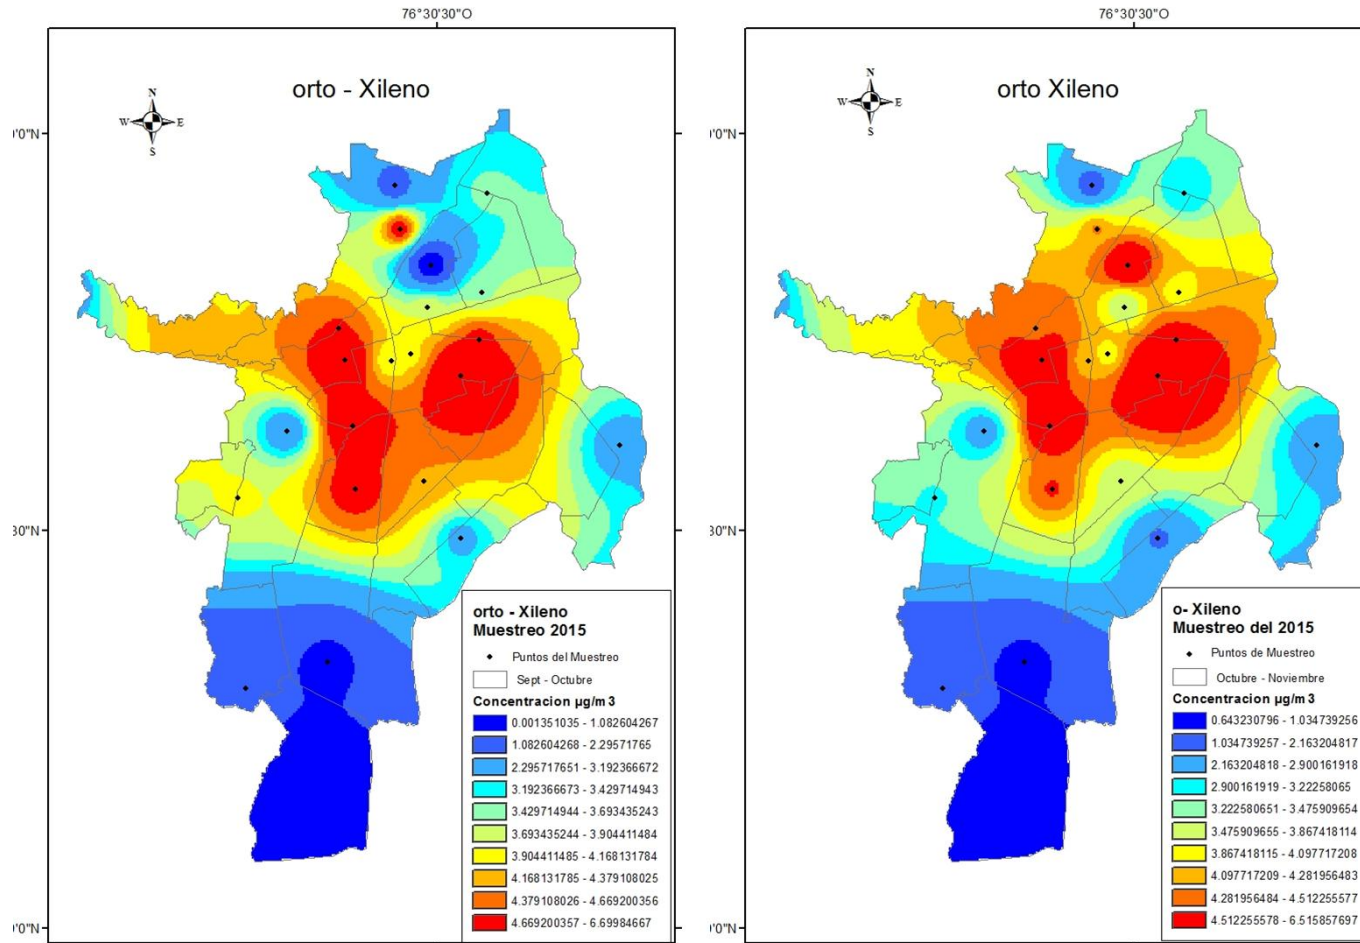 76°30'30"O
orto - Xileno
N
W E
S
0'0"N
30"N
0'0"N
orto - Xileno
Muestreo 2015
Puntos del Muestreo
Sept - Octubre
Concentracion µg/m 3
0.001351035 - 1.082604267
1.082604268 - 2.29571765
2.295717651 - 3.192366672
3.192366673 - 3.429714943
3.429714944 - 3.693435243
3.693435244 - 3.904411484
3.904411485 - 4.168131784
4.168131785 - 4.379108025
4.379108026 - 4.669200356
4.669200357 - 6.69984667
76°30'30"O
orto Xileno
N
W E
S
0'0"N
30"N
0'0"N
o- Xileno
Muestreo del 2015
Puntos de Muestreo
Octubre - Noviembre
Concentracion µg/m 3
0.643230796 - 1.034739256
1.034739257 - 2.163204817
2.163204818 - 2.900161918
2.900161919 - 3.22258065
3.222580651 - 3.475909654
3.475909655 - 3.867418114
3.867418115 - 4.097717208
4.097717209 - 4.281956483
4.281956484 - 4.512255577
4.512255578 - 6.515857697